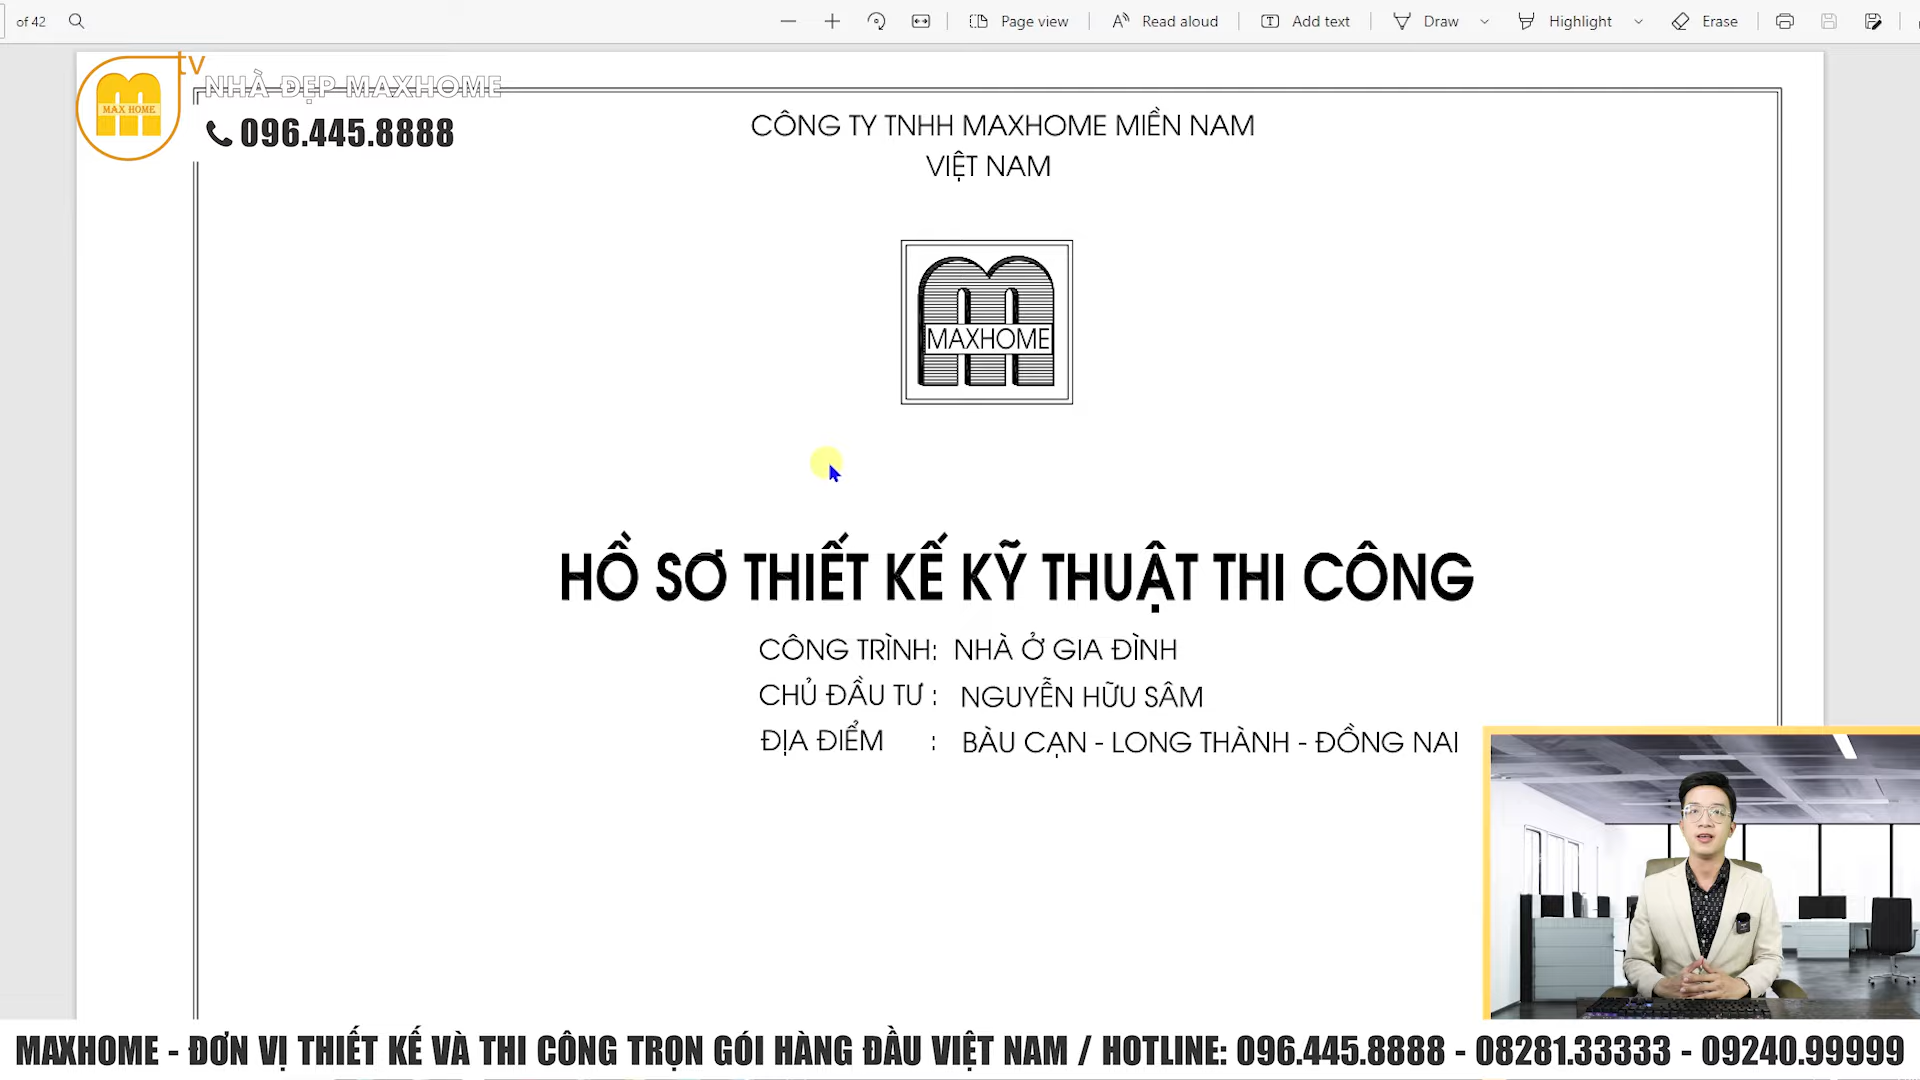 of 42
Page view
Read aloud
Add text
Draw
Highlight
Erase
tv
NHÀ ĐẸP MAXHOME
MAX HOME
096.445.8888
CÔNG TY TNHH MAXHOME MIỀN NAM
VIỆT NAM
MAXHOME
HỒ SƠ THIẾT KẾ KỸ THUẬT THI CÔNG
CÔNG TRÌNH: NHÀ Ở GIA ĐÌNH
CHỦ ĐẦU TƯ : NGUYỄN HỮU SÂM
ĐỊA ĐIỂM : BÀU CẠN - LONG THÀNH - ĐỒNG NAI
MAXHOME - ĐƠN VỊ THIẾT KẾ VÀ THI CÔNG TRỌN GÓI HÀNG ĐẦU VIỆT NAM / HOTLINE: 096.445.8888 - 08281.33333 - 09240.99999